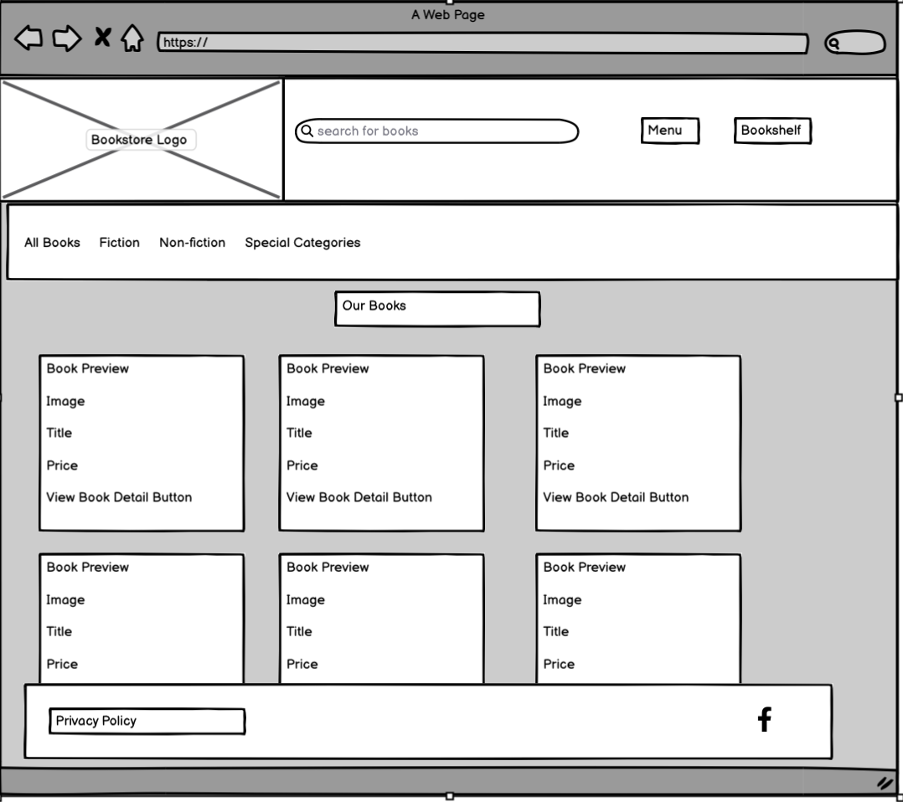 A Web Page
https://
Bookstore Logo
search for books
Menu
Bookshelf
All Books Fiction Non-fiction Special Categories
Our Books
Book Preview
Image
Title
Price
View Book Detail Button
Book Preview
Image
Title
Price
View Book Detail Button
Book Preview
Image
Title
Price
View Book Detail Button
Book Preview
Image
Title
Price
Book Preview
Image
Title
Price
Book Preview
Image
Title
Price
Privacy Policy